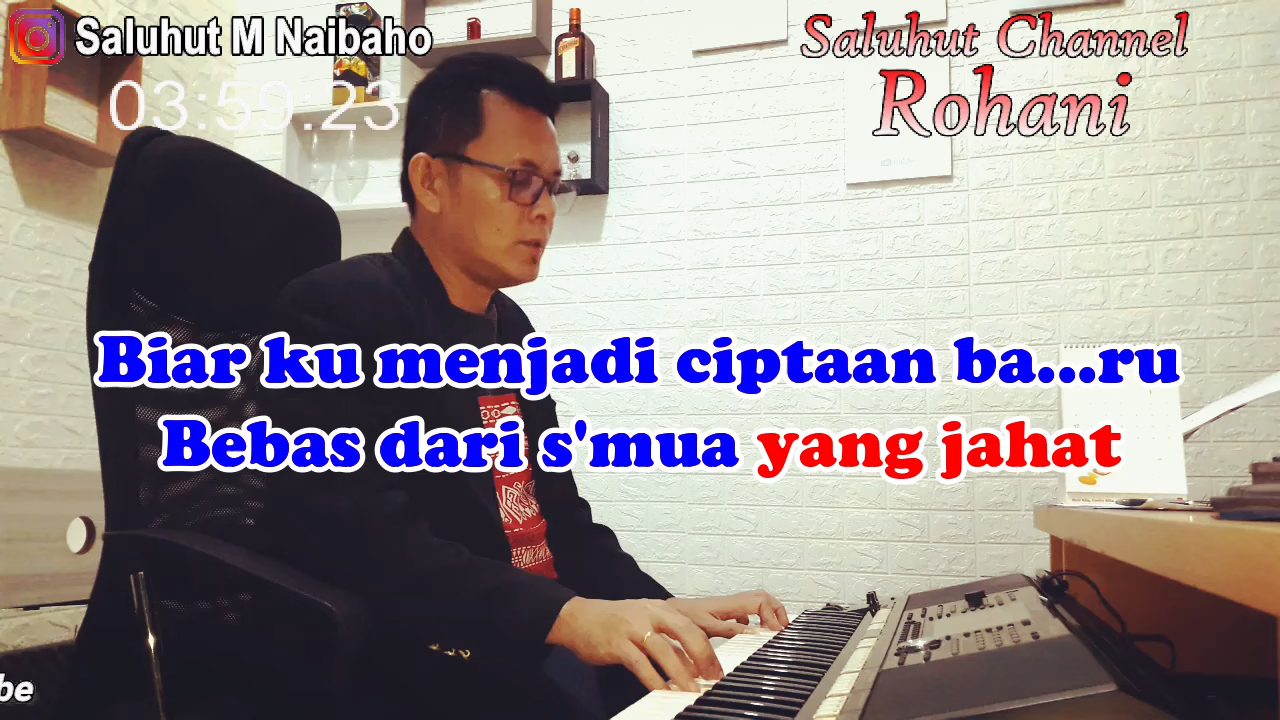 Saluhut M Naibaho
Saluhut Channel
Rohani
03:59:23
Biar ku menjadi ciptaan ba...ru
Bebas dari s'mua yang jahat
be